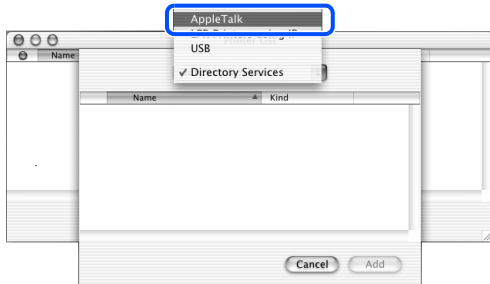 AppleTalk
USB
✓ Directory Services
Name
Name
Kind
Cancel
Add